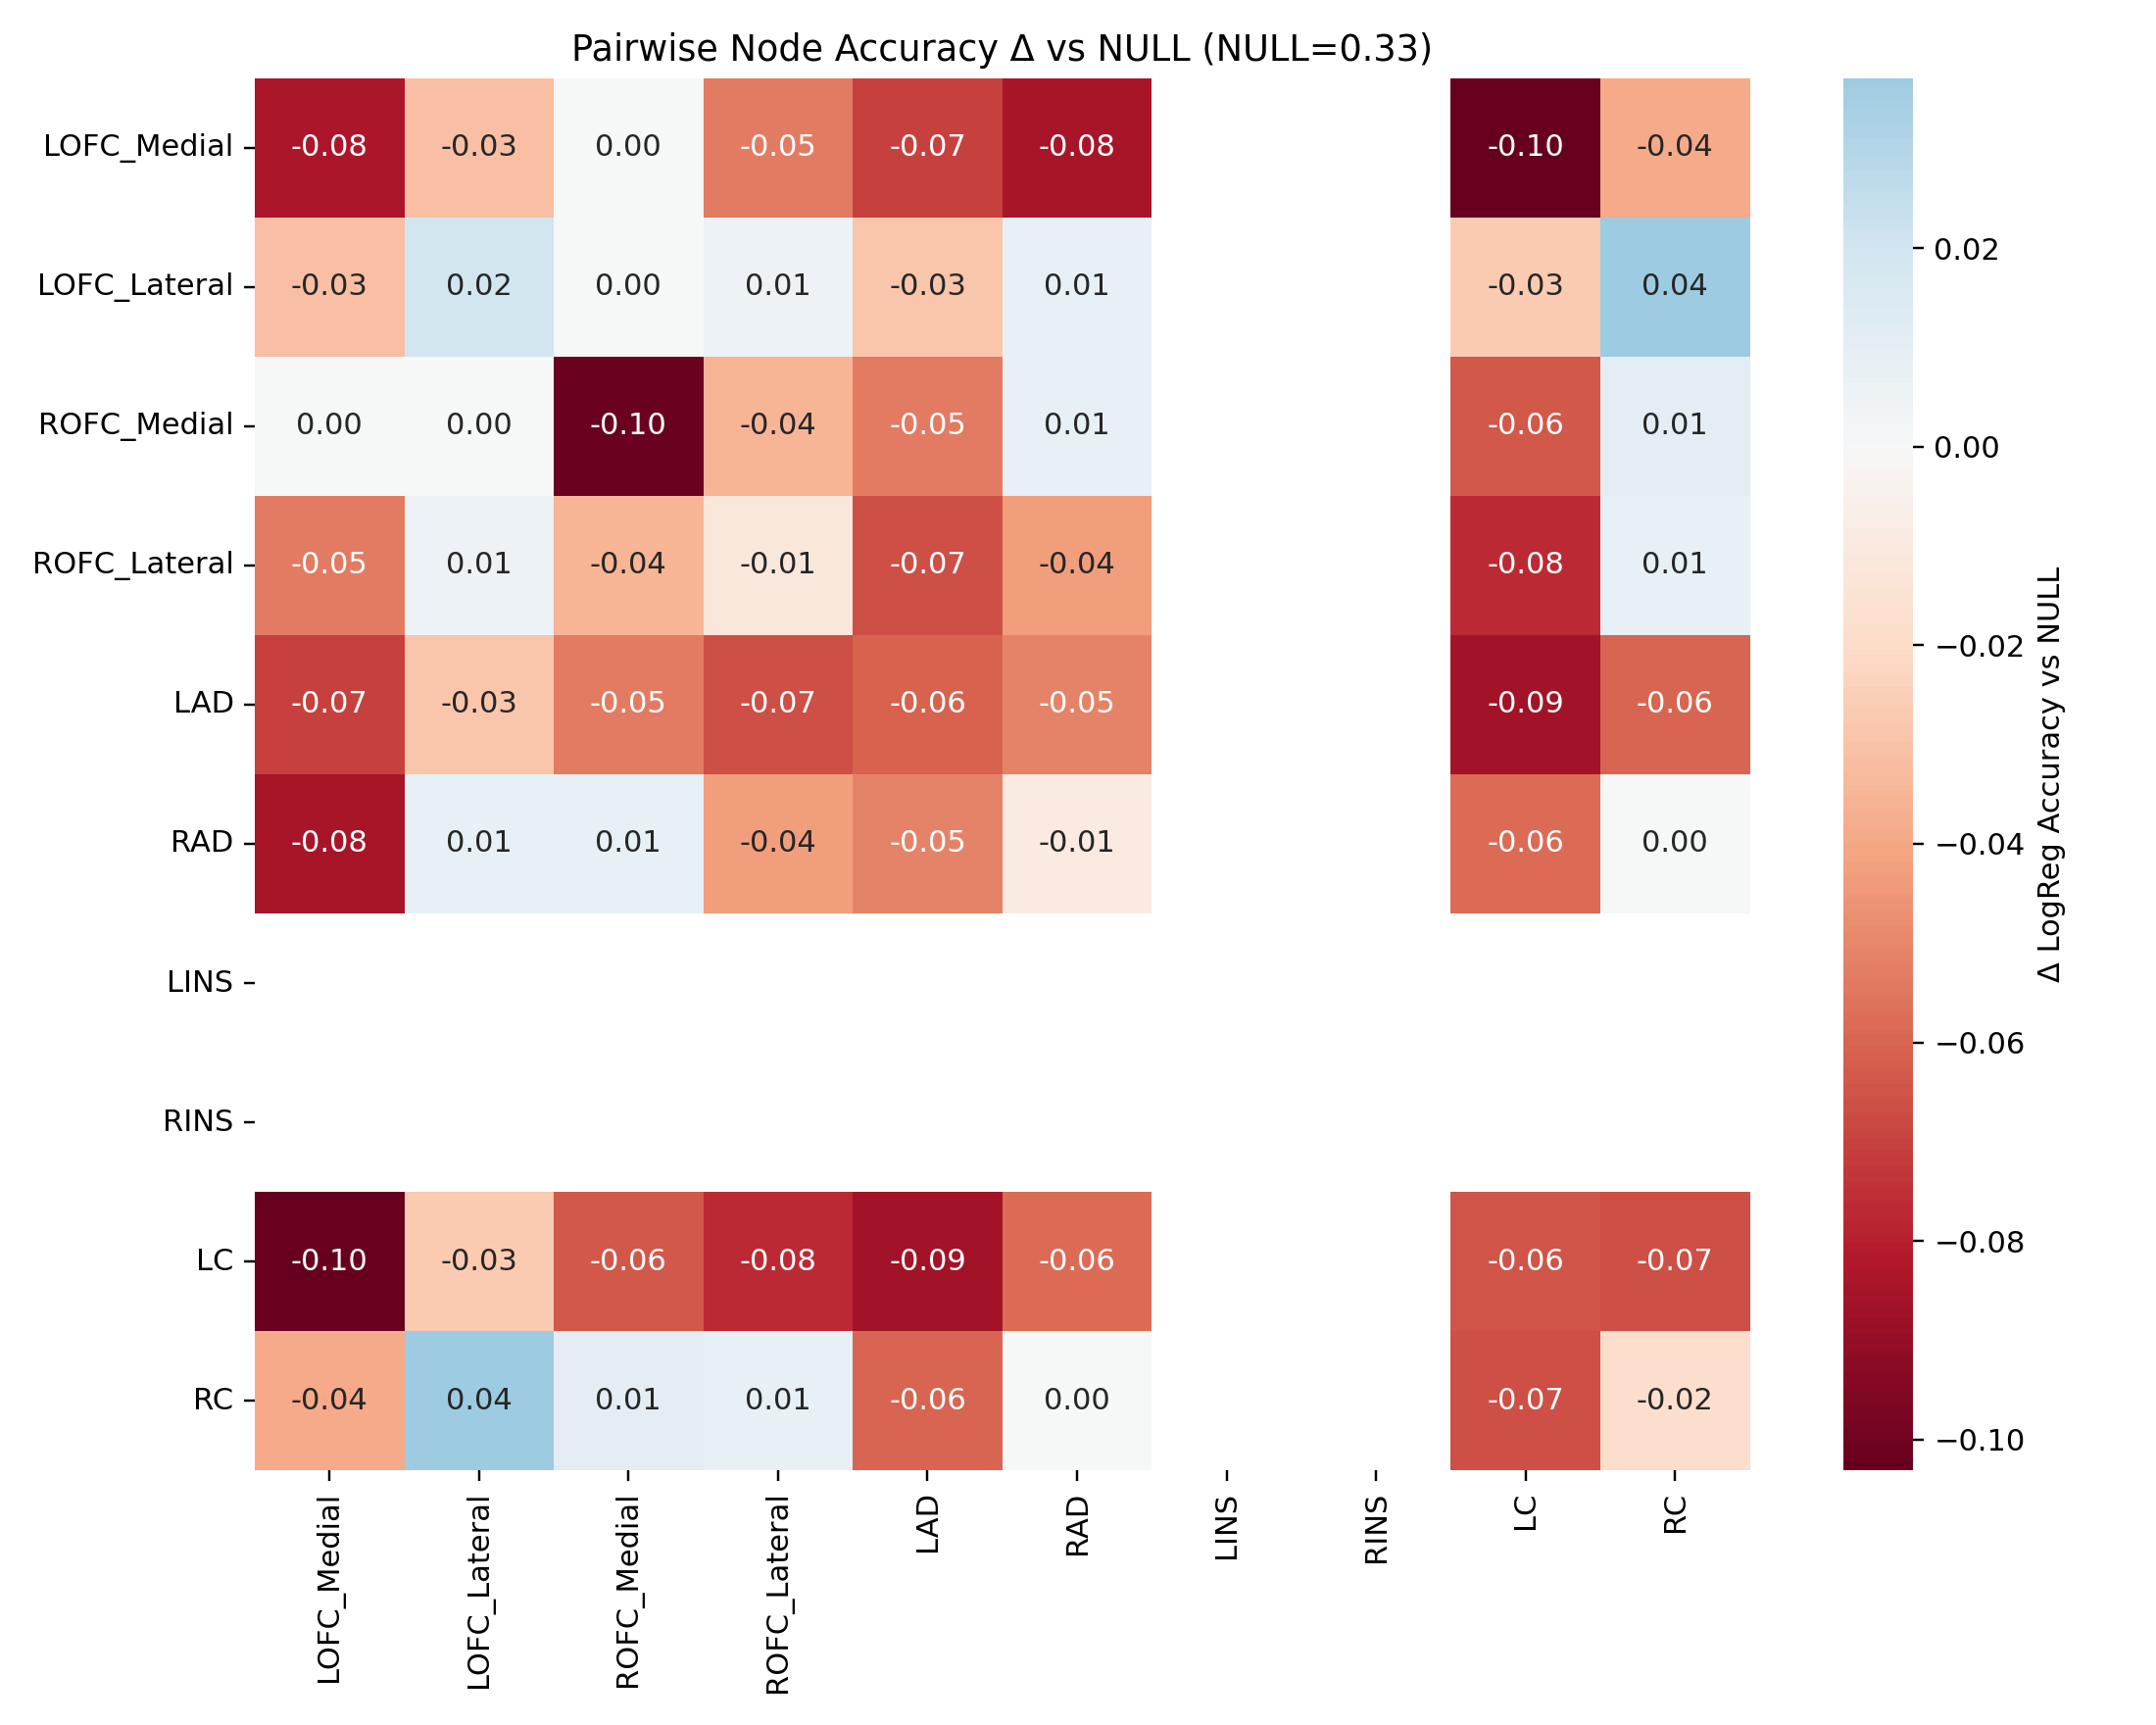 Pairwise Node Accuracy Δ vs NULL (NULL=0.33)
LOFC_Medial -0.08 -0.03 0.00 -0.05 -0.07 -0.08 -0.10 -0.04
LOFC_Lateral -0.03 0.02 0.00 0.01 -0.03 0.01 -0.03 0.04
ROFC_Medial 0.00 0.00 -0.10 -0.04 -0.05 0.01 -0.06 0.01
ROFC_Lateral -0.05 0.01 -0.04 -0.01 -0.07 -0.04 -0.08 0.01
LAD -0.07 -0.03 -0.05 -0.07 -0.06 -0.05 -0.09 -0.06
RAD -0.08 0.01 0.01 -0.04 -0.05 -0.01 -0.06 0.00
LINS
RINS
LC -0.10 -0.03 -0.06 -0.08 -0.09 -0.06 -0.06 -0.07
RC -0.04 0.04 0.01 0.01 -0.06 0.00 -0.07 -0.02
LOFC_Medial
LOFC_Lateral
ROFC_Medial
ROFC_Lateral
LAD
RAD
LINS
RINS
LC
RC
0.02
0.00
−0.02
−0.04
−0.06
−0.08
−0.10
Δ LogReg Accuracy vs NULL